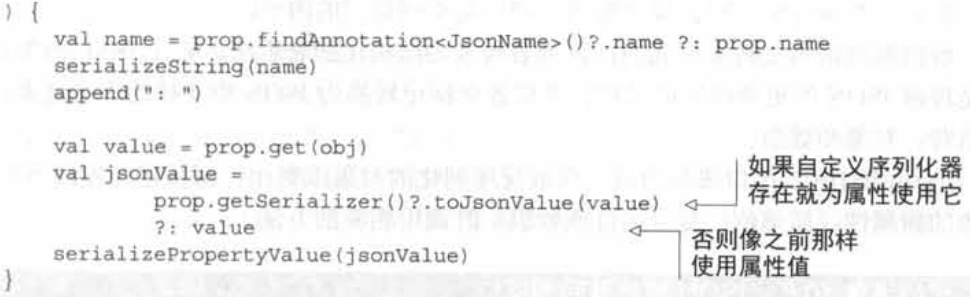 ) {
    val name = prop.findAnnotation<JsonName>()?.name ?: prop.name
    serializeString(name)
    append(": ")

    val value = prop.get(obj)
    val jsonValue =
            prop.getSerializer()?.toJsonValue(value)
            ?: value
    serializePropertyValue(jsonValue)
}
如果自定义序列化器
存在就为属性使用它
否则像之前那样
使用属性值